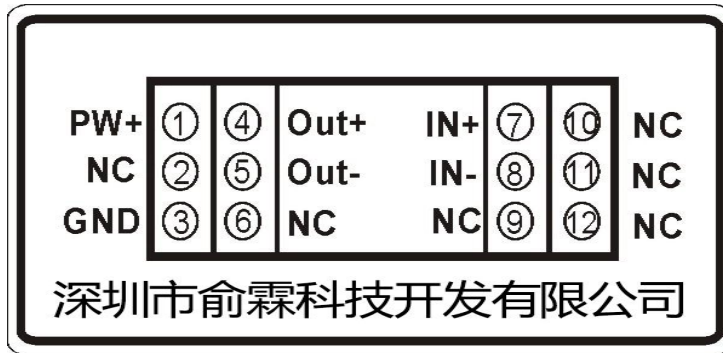 PW+ ① ④ Out+ IN+ ⑦ ⑩ NC
NC ② ⑤ Out- IN- ⑧ ⑪ NC
GND ③ ⑥ NC NC ⑨ ⑫ NC
深圳市俞霖科技开发有限公司